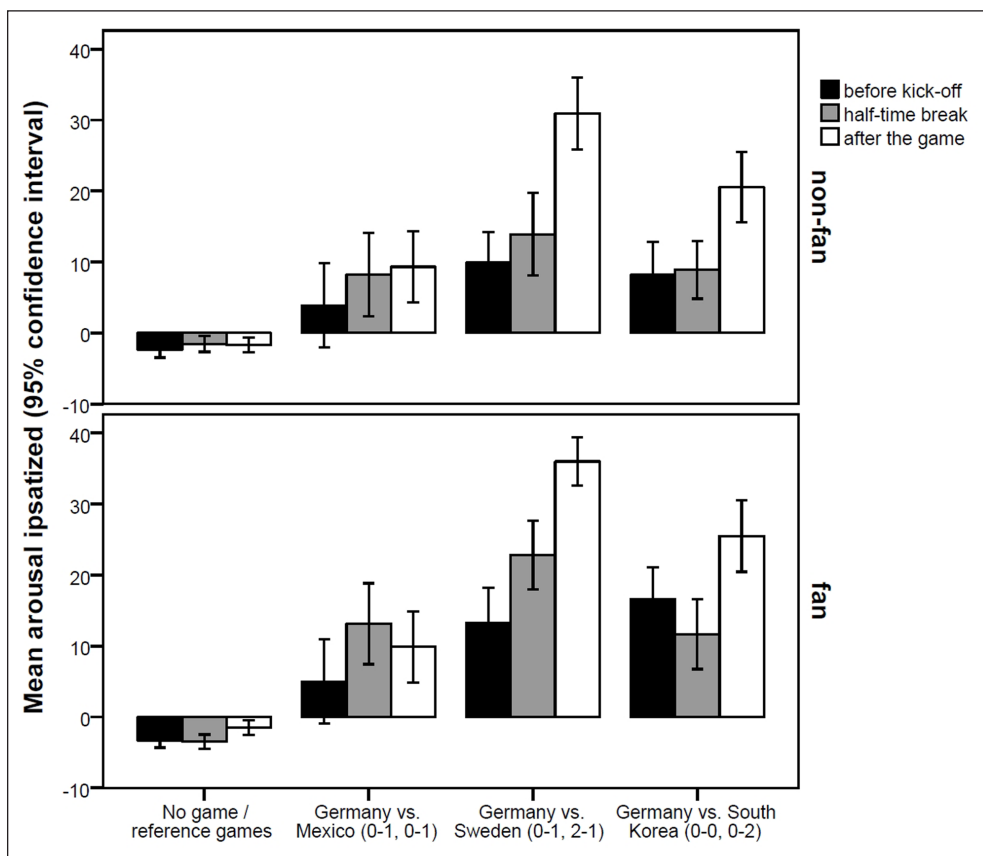 Mean arousal ipsatized (95% confidence interval)
40
30
20
10
0
-10
before kick-off
half-time break
after the game
non-fan
40
30
20
10
0
-10
fan
No game /
reference games
Germany vs.
Mexico (0-1, 0-1)
Germany vs.
Sweden (0-1, 2-1)
Germany vs. South
Korea (0-0, 0-2)